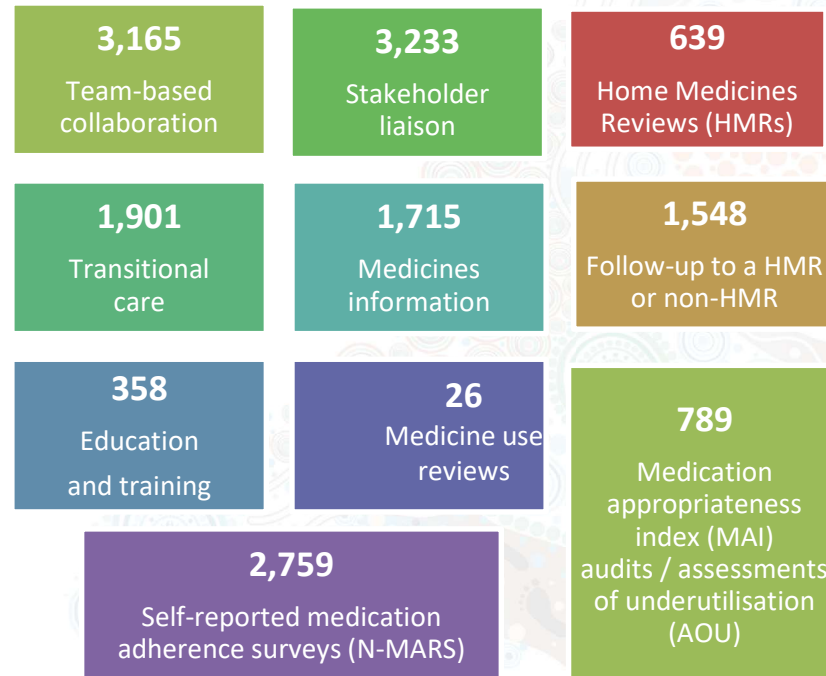 3,165
Team-based
collaboration
3,233
Stakeholder
liaison
639
Home Medicines
Reviews (HMRs)
1,901
Transitional
care
1,715
Medicines
information
1,548
Follow-up to a HMR
or non-HMR
358
Education
and training
26
Medicine use
reviews
789
Medication
appropriateness
index (MAI)
audits / assessments
of underutilisation
(AOU)
2,759
Self-reported medication
adherence surveys (N-MARS)